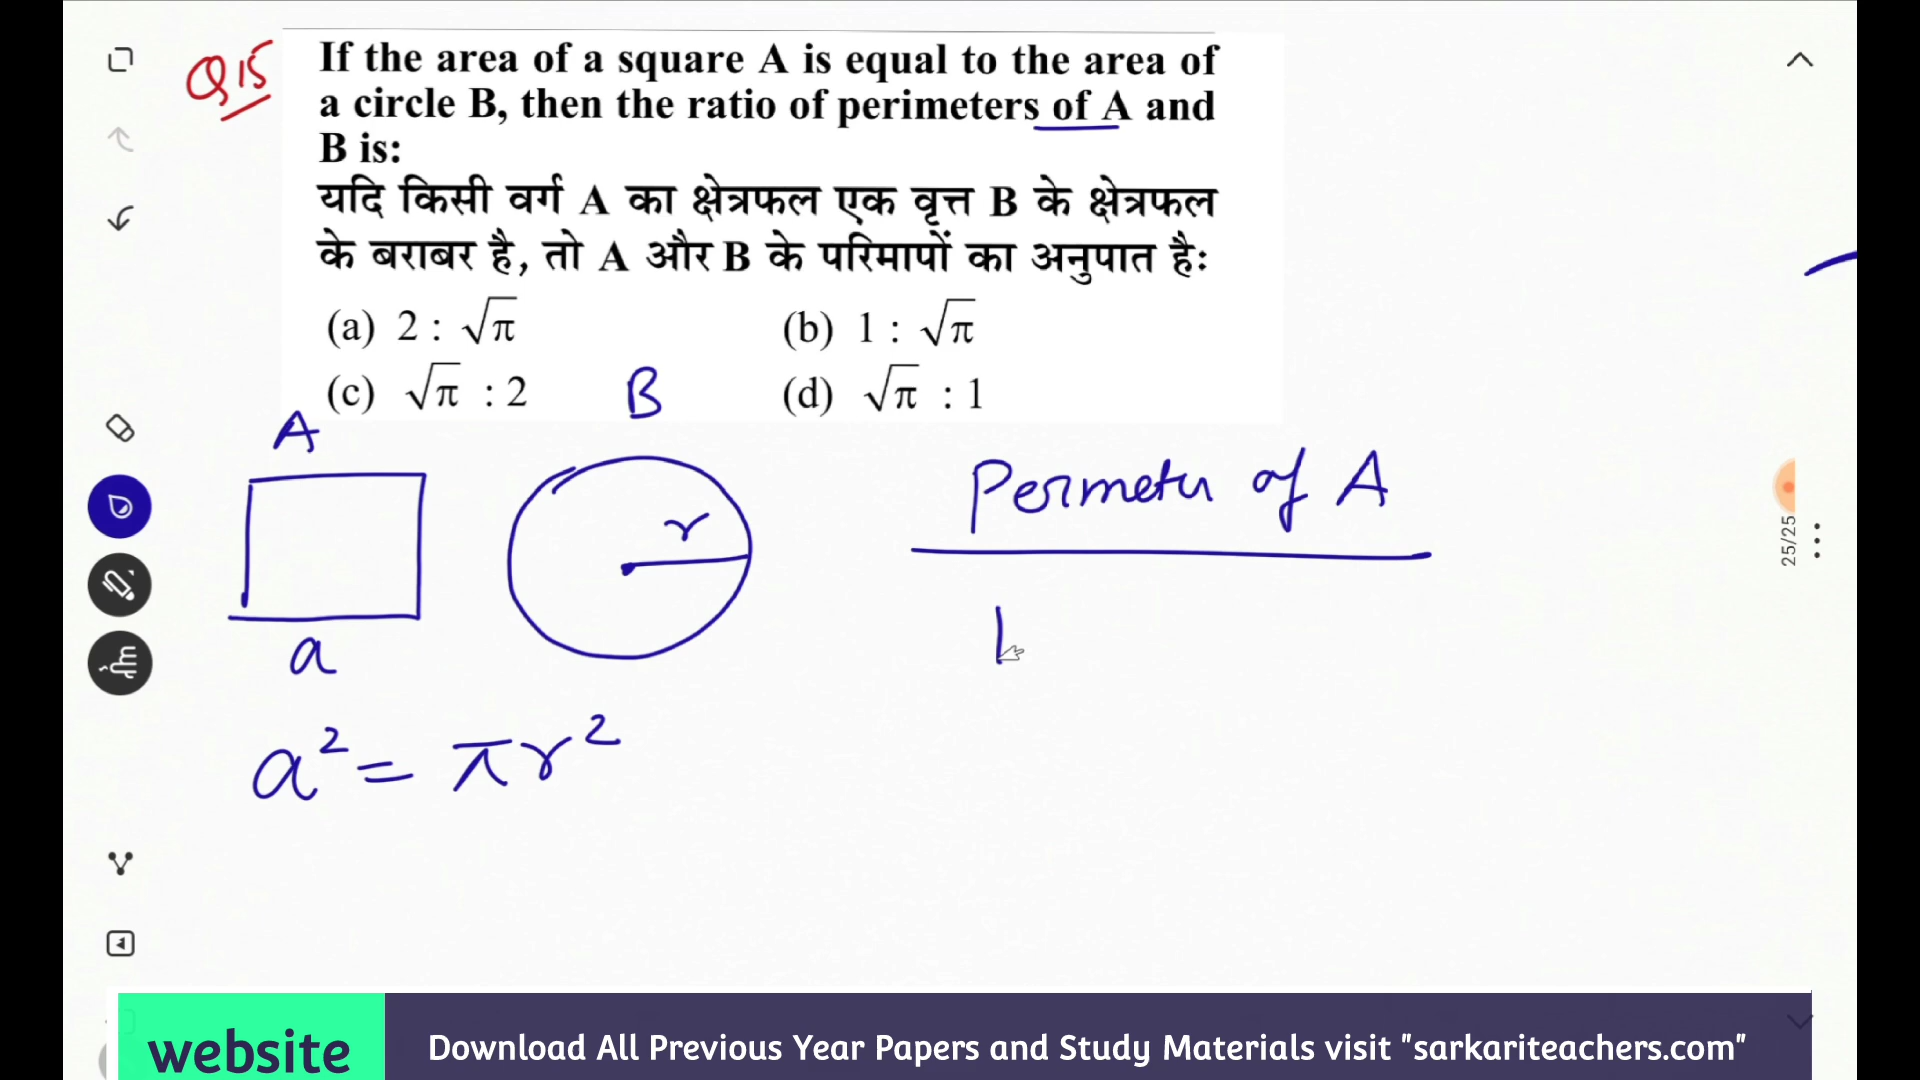 Q15
If the area of a square A is equal to the area of
a circle B, then the ratio of perimeters of A and
B is:
यदि किसी वर्ग A का क्षेत्रफल एक वृत्त B के क्षेत्रफल
के बराबर है, तो A और B के परिमापों का अनुपात हैः
(a) 2 : √π
(b) 1 : √π
(c) √π : 2
(d) √π : 1
A
B
r
a
Perimeter of A
a² = πr²
25/25
website
Download All Previous Year Papers and Study Materials visit "sarkariteachers.com"